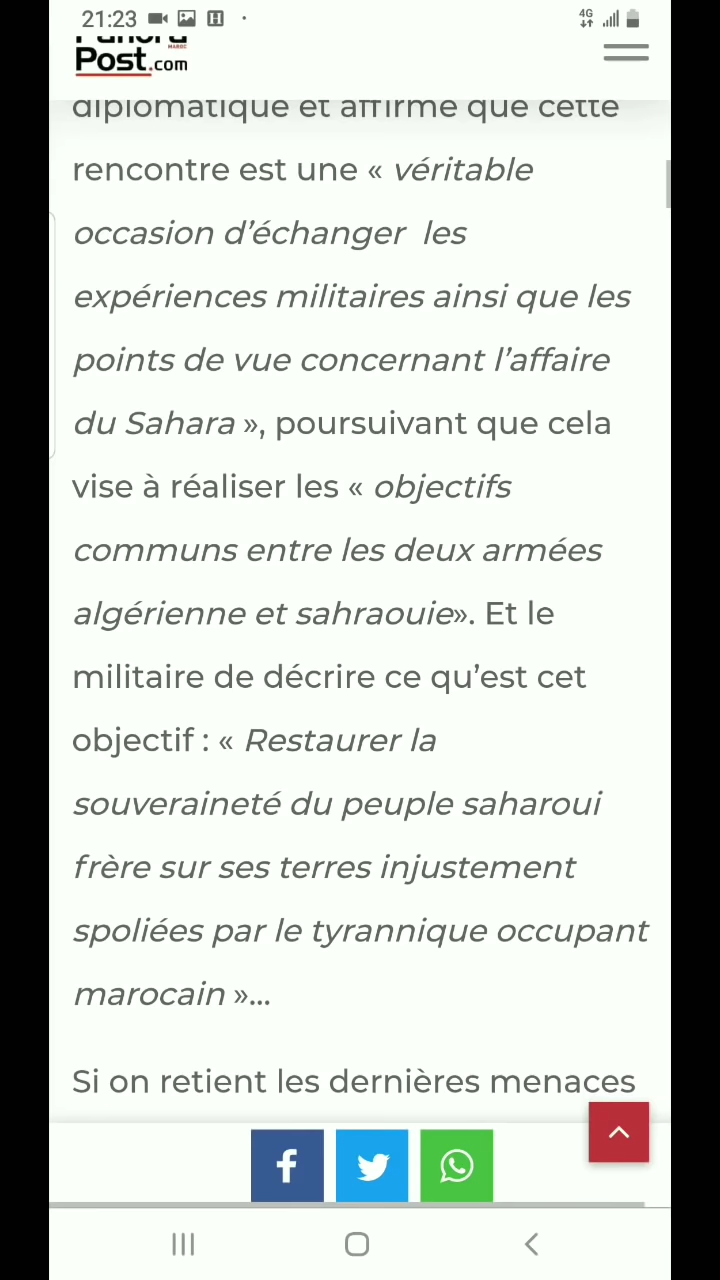 21:23
4G
Panora
MAROC
Post.com
diplomatique et affirme que cette
rencontre est une « véritable
occasion d’échanger  les
expériences militaires ainsi que les
points de vue concernant l’affaire
du Sahara », poursuivant que cela
vise à réaliser les « objectifs
communs entre les deux armées
algérienne et sahraouie». Et le
militaire de décrire ce qu’est cet
objectif : « Restaurer la
souveraineté du peuple saharoui
frère sur ses terres injustement
spoliées par le tyrannique occupant
marocain »...
Si on retient les dernières menaces